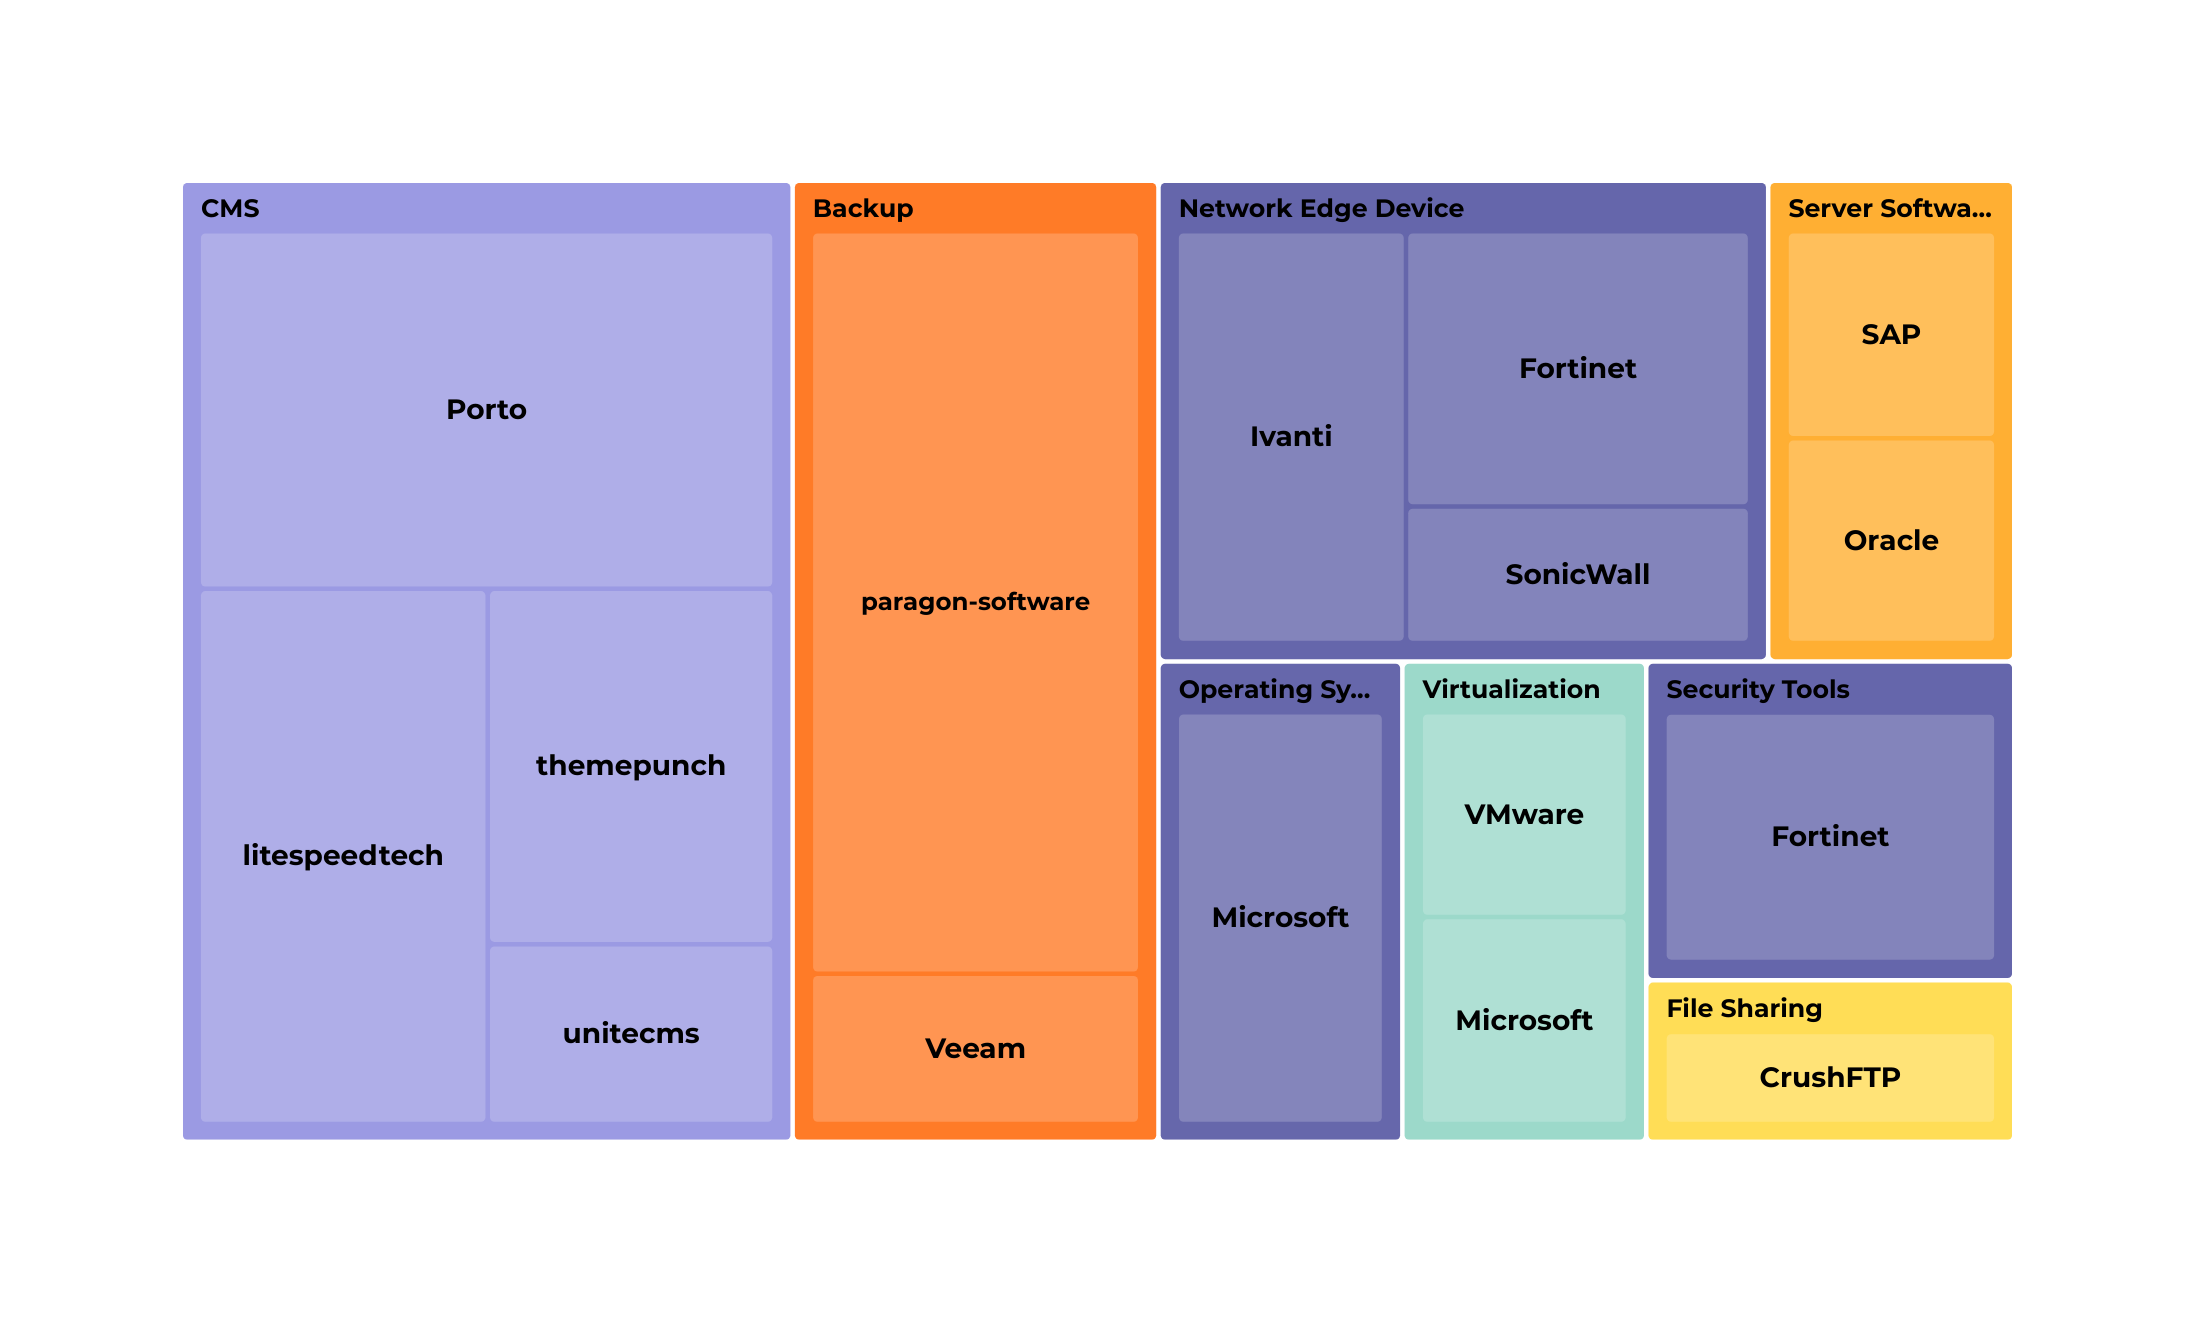 CMS
Porto
litespeedtech
themepunch
unitecms
Backup
paragon-software
Veeam
Network Edge Device
Ivanti
Fortinet
SonicWall
Server Softwa...
SAP
Oracle
Operating Sy...
Microsoft
Virtualization
VMware
Microsoft
Security Tools
Fortinet
File Sharing
CrushFTP